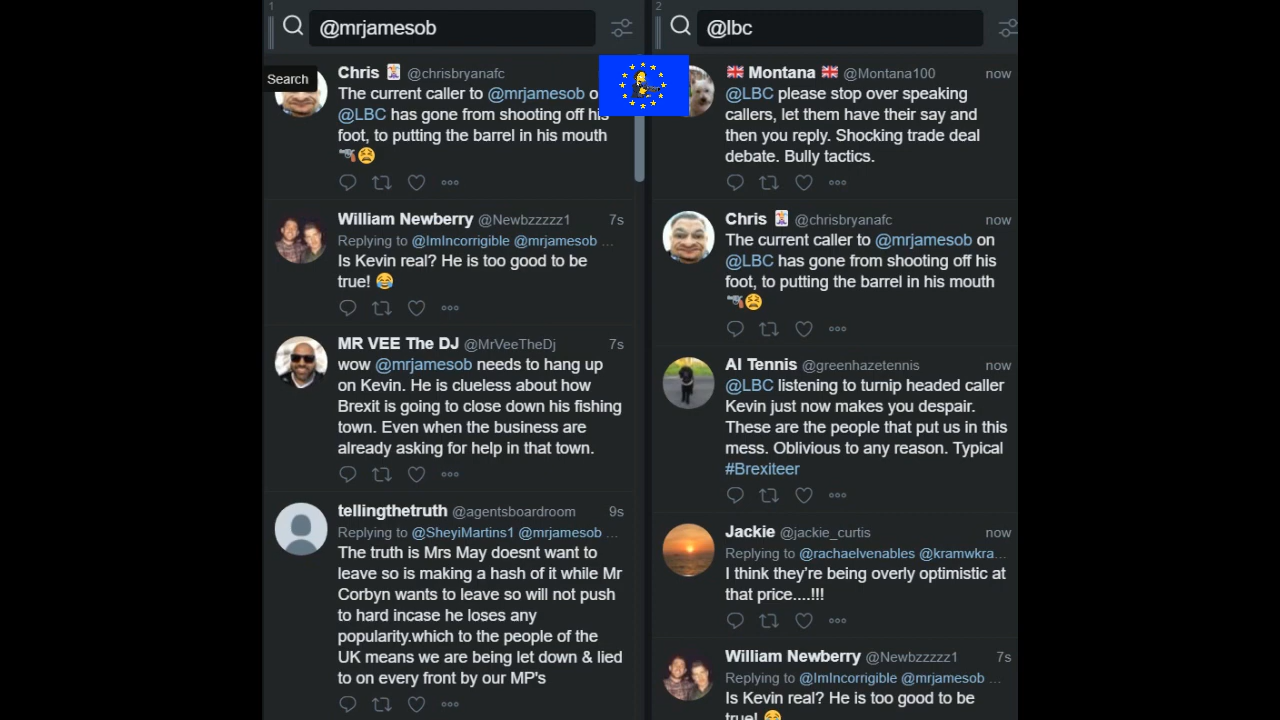 1
@mrjamesob
Search
Chris 🃏 @chrisbryanafc
The current caller to @mrjamesob o
@LBC has gone from shooting off his
foot, to putting the barrel in his mouth
🔫😩
William Newberry @Newbzzzzz1 7s
Replying to @ImIncorrigible @mrjamesob ...
Is Kevin real? He is too good to be
true! 😂
MR VEE The DJ @MrVeeTheDj 7s
wow @mrjamesob needs to hang up
on Kevin. He is clueless about how
Brexit is going to close down his fishing
town. Even when the business are
already asking for help in that town.
tellingthetruth @agentsboardroom 9s
Replying to @SheyiMartins1 @mrjamesob ...
The truth is Mrs May doesnt want to
leave so is making a hash of it while Mr
Corbyn wants to leave so will not push
to hard incase he loses any
popularity.which to the people of the
UK means we are being let down & lied
to on every front by our MP's
2
@lbc
🇬🇧 Montana 🇬🇧 @Montana100 now
@LBC please stop over speaking
callers, let them have their say and
then you reply. Shocking trade deal
debate. Bully tactics.
Chris 🃏 @chrisbryanafc now
The current caller to @mrjamesob on
@LBC has gone from shooting off his
foot, to putting the barrel in his mouth
🔫😩
Al Tennis @greenhazetennis now
@LBC listening to turnip headed caller
Kevin just now makes you despair.
These are the people that put us in this
mess. Oblivious to any reason. Typical
#Brexiteer
Jackie @jackie_curtis now
Replying to @rachaelvenables @kramwkra...
I think they're being overly optimistic at
that price....!!!
William Newberry @Newbzzzzz1 7s
Replying to @ImIncorrigible @mrjamesob ...
Is Kevin real? He is too good to be
true! 😂